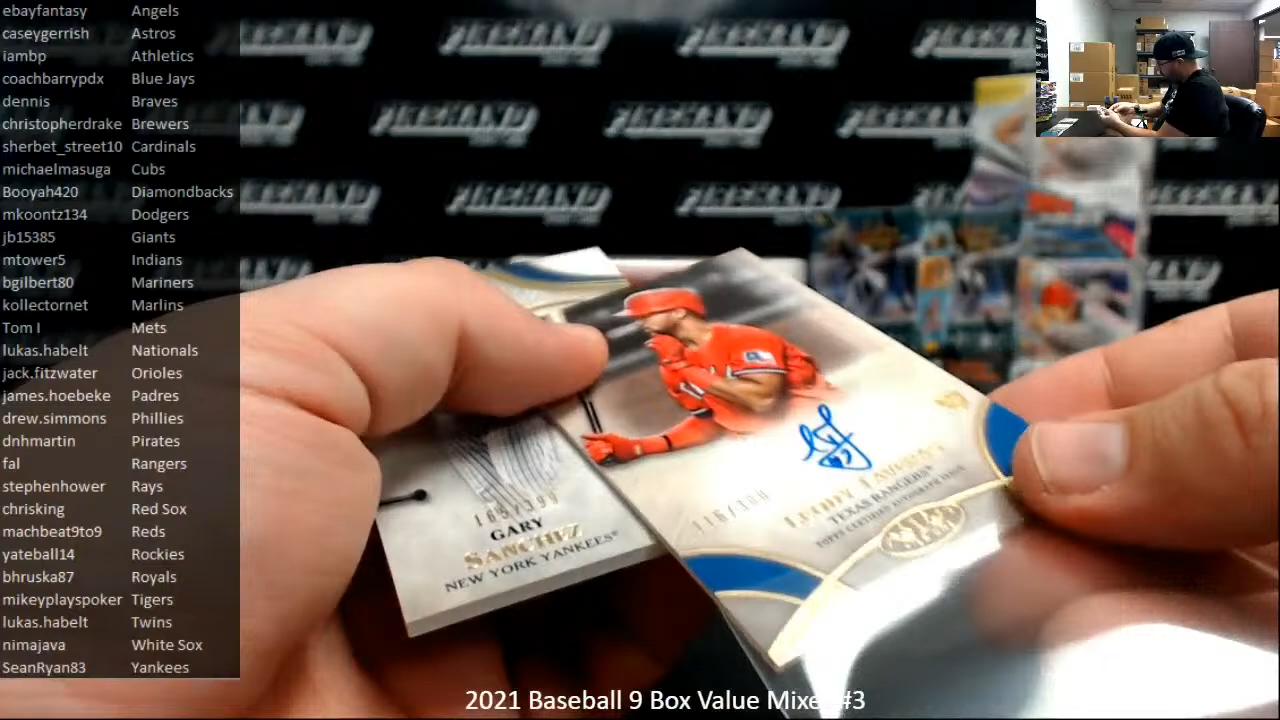 ebayfantasy Angels
caseygerrish Astros
iambp Athletics
coachbarrypdx Blue Jays
dennis Braves
christopherdrake Brewers
sherbet_street10 Cardinals
michaelmasuga Cubs
Booyah420 Diamondbacks
mkoontz134 Dodgers
jb15385 Giants
mtower5 Indians
bgilbert80 Mariners
kollectornet Marlins
Tom I Mets
lukas.habelt Nationals
jack.fitzwater Orioles
james.hoebeke Padres
drew.simmons Phillies
dnhmartin Pirates
fal Rangers
stephenhower Rays
chrisking Red Sox
machbeat9to9 Reds
yateball14 Rockies
bhruska87 Royals
mikeyplayspoker Tigers
lukas.habelt Twins
nimajava White Sox
SeanRyan83 Yankees
TEXAS RANGERS®
TOPPS CERTIFIED AUTOGRAPH ISSUE
GARY
SANCHEZ
NEW YORK YANKEES®
2021 Baseball 9 Box Value Mixer #3